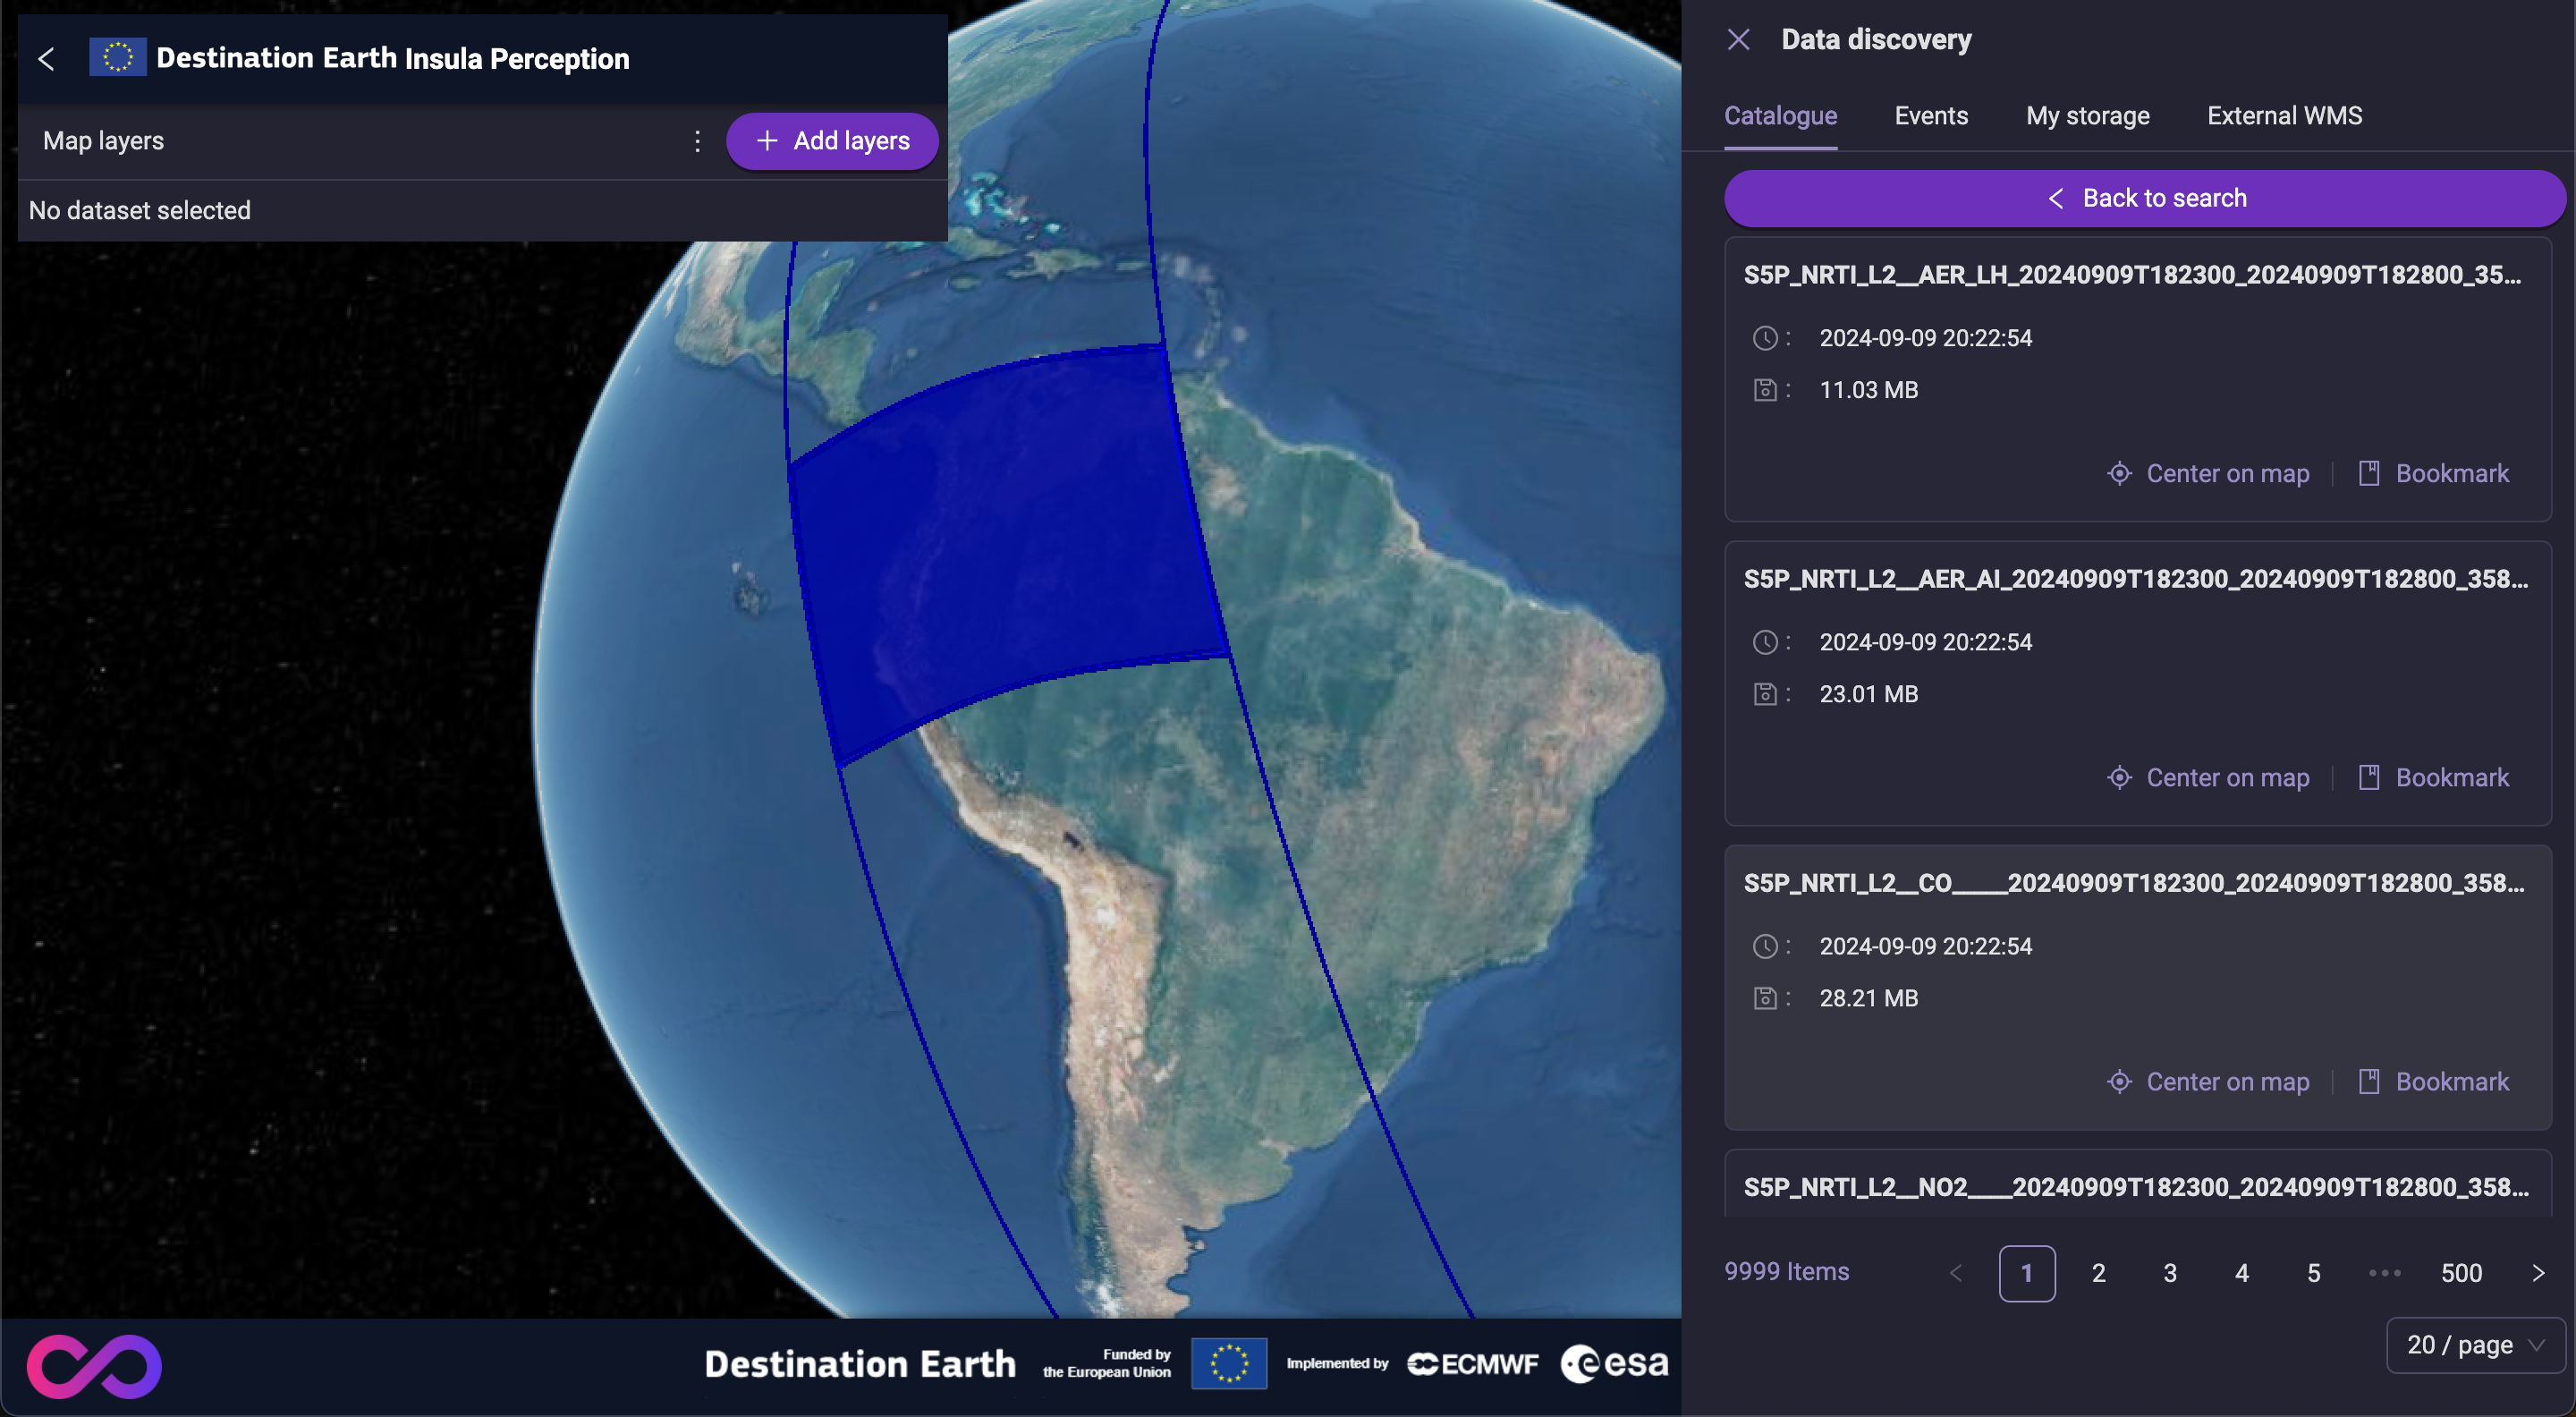 Destination Earth Insula Perception
Map layers
+ Add layers
No dataset selected
Data discovery
Catalogue Events My storage External WMS
< Back to search
S5P_NRTI_L2__AER_LH_20240909T182300_20240909T182800_35...
: 2024-09-09 20:22:54
: 11.03 MB
Center on map | Bookmark
S5P_NRTI_L2__AER_AI_20240909T182300_20240909T182800_358...
: 2024-09-09 20:22:54
: 23.01 MB
Center on map | Bookmark
S5P_NRTI_L2__CO_____20240909T182300_20240909T182800_358...
: 2024-09-09 20:22:54
: 28.21 MB
Center on map | Bookmark
S5P_NRTI_L2__NO2____20240909T182300_20240909T182800_358...
9999 Items < 1 2 3 4 5 ••• 500 >
20 / page
Destination Earth
Funded by
the European Union
Implemented by
ECMWF
esa